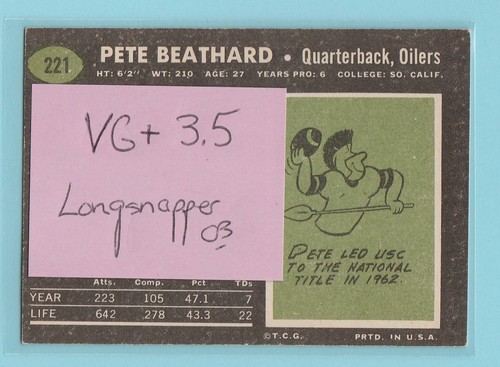 221
PETE BEATHARD • Quarterback, Oilers
HT: 6'2" WT: 210 AGE: 27 YEARS PRO: 6 COLLEGE: SO. CALIF.
VG+ 3.5
Longsnapper
03
PETE LED USC
TO THE NATIONAL
TITLE IN 1962.
Atts. Comp. Pct TDs
YEAR 223 105 47.1 7
LIFE 642 278 43.3 22
©T.C.G. PRTD. IN U.S.A.